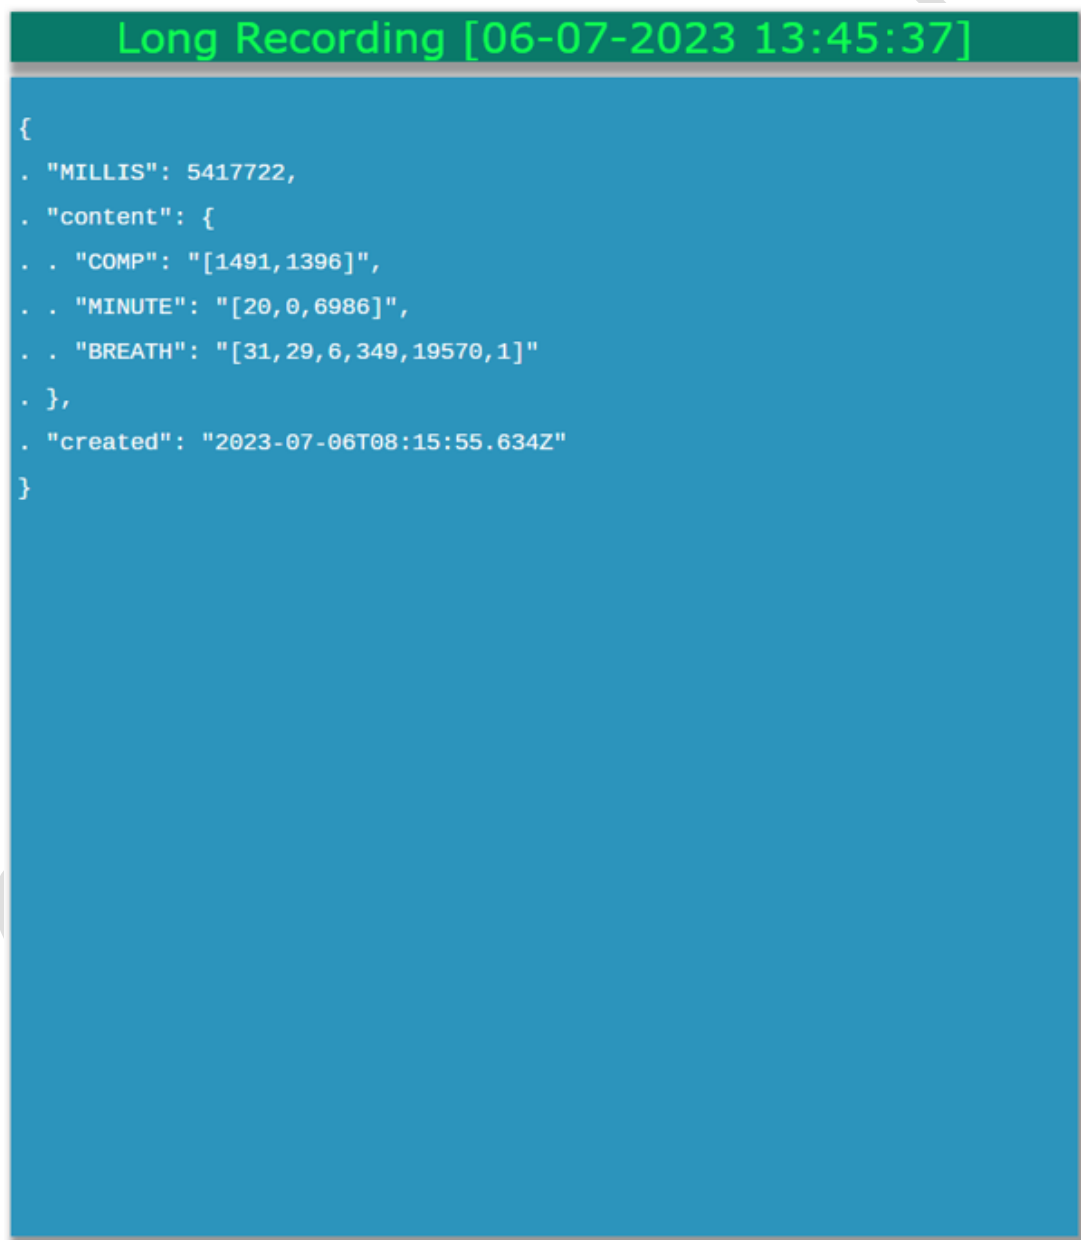 Long Recording [06-07-2023 13:45:37]
{
. "MILLIS": 5417722,
. "content": {
. . "COMP": "[1491,1396]",
. . "MINUTE": "[20,0,6986]",
. . "BREATH": "[31,29,6,349,19570,1]"
. },
. "created": "2023-07-06T08:15:55.634Z"
}